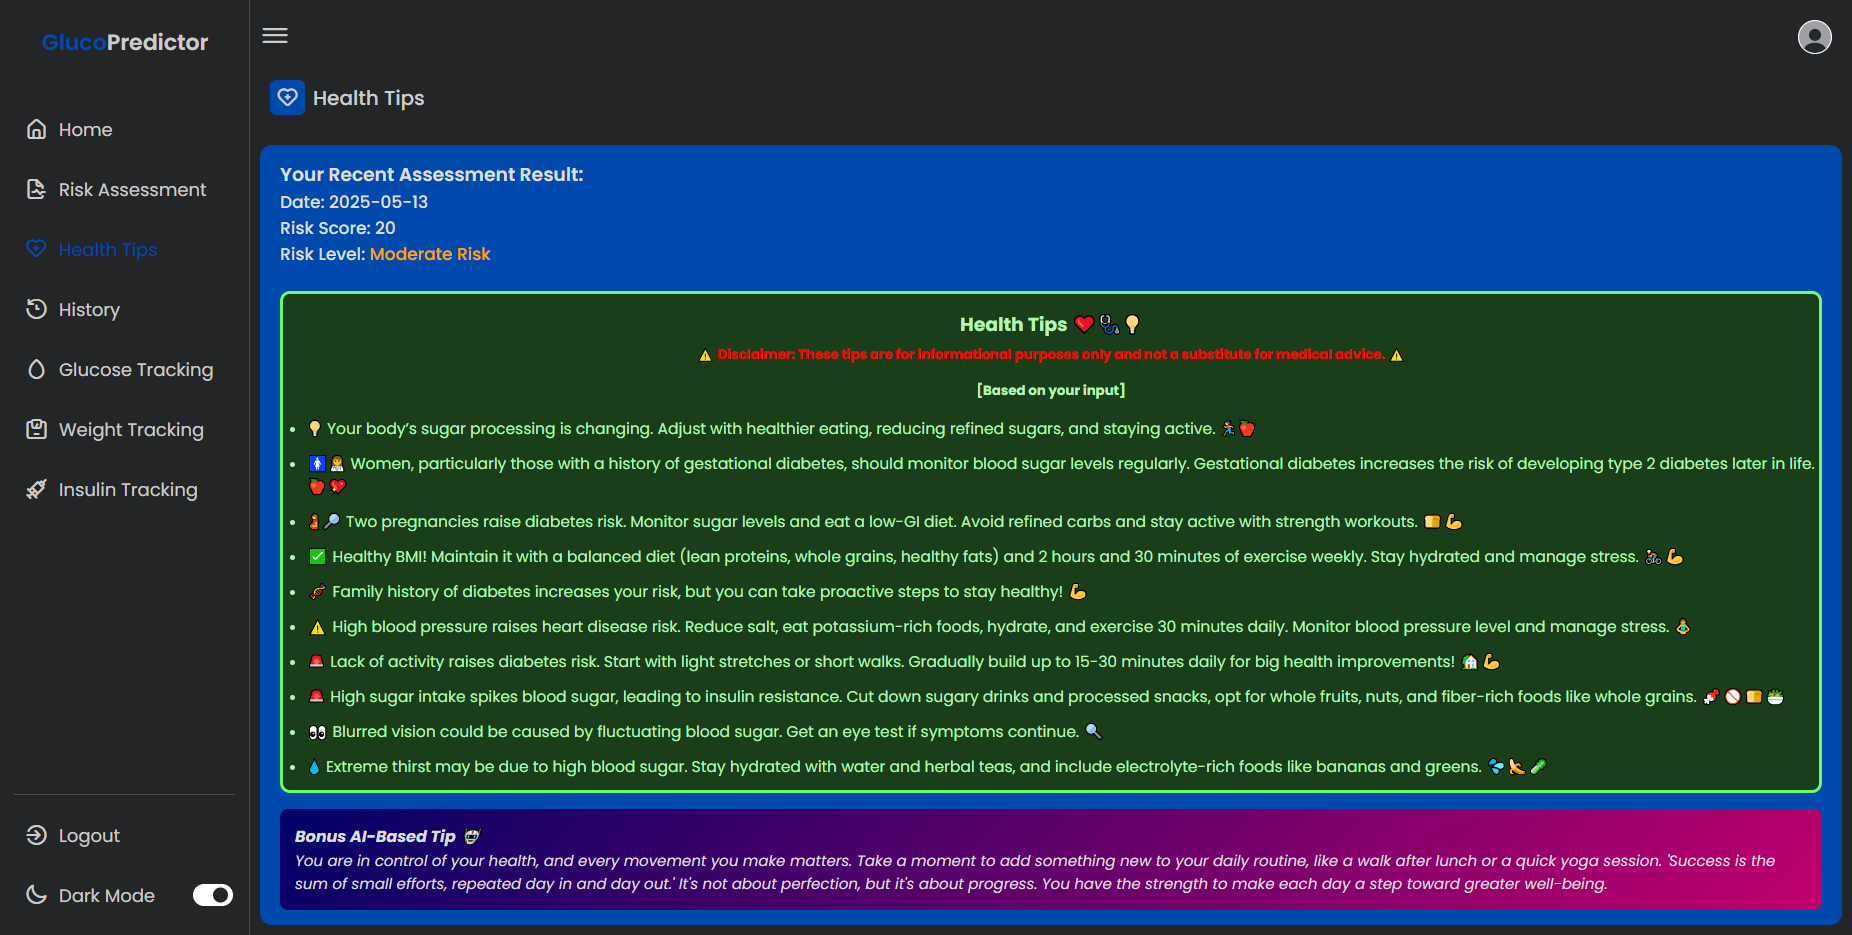 GlucoPredictor
Home
Risk Assessment
Health Tips
History
Glucose Tracking
Weight Tracking
Insulin Tracking
Logout
Dark Mode
Health Tips
Your Recent Assessment Result:
Date: 2025-05-13
Risk Score: 20
Risk Level: Moderate Risk
Health Tips ❤️🩺💡
⚠️ Disclaimer: These tips are for informational purposes only and not a substitute for medical advice. ⚠️
[Based on your input]
• 💡 Your body’s sugar processing is changing. Adjust with healthier eating, reducing refined sugars, and staying active. 🏃‍♀️🍎
• 🚺👩‍⚕️ Women, particularly those with a history of gestational diabetes, should monitor blood sugar levels regularly. Gestational diabetes increases the risk of developing type 2 diabetes later in life.
🍎💖
• 🤰🔎 Two pregnancies raise diabetes risk. Monitor sugar levels and eat a low-GI diet. Avoid refined carbs and stay active with strength workouts. 🍞💪
• ✅ Healthy BMI! Maintain it with a balanced diet (lean proteins, whole grains, healthy fats) and 2 hours and 30 minutes of exercise weekly. Stay hydrated and manage stress. 🚴💪
• 🧬 Family history of diabetes increases your risk, but you can take proactive steps to stay healthy! 💪
• ⚠️ High blood pressure raises heart disease risk. Reduce salt, eat potassium-rich foods, hydrate, and exercise 30 minutes daily. Monitor blood pressure level and manage stress. 🧘
• 🚨 Lack of activity raises diabetes risk. Start with light stretches or short walks. Gradually build up to 15-30 minutes daily for big health improvements! 🏡💪
• 🚨 High sugar intake spikes blood sugar, leading to insulin resistance. Cut down sugary drinks and processed snacks, opt for whole fruits, nuts, and fiber-rich foods like whole grains. 🍬🚫🍞🥗
• 👀 Blurred vision could be caused by fluctuating blood sugar. Get an eye test if symptoms continue. 🔍
• 💧 Extreme thirst may be due to high blood sugar. Stay hydrated with water and herbal teas, and include electrolyte-rich foods like bananas and greens. 💦🍌🥒
Bonus AI-Based Tip 🤖
You are in control of your health, and every movement you make matters. Take a moment to add something new to your daily routine, like a walk after lunch or a quick yoga session. 'Success is the
sum of small efforts, repeated day in and day out.' It's not about perfection, but it's about progress. You have the strength to make each day a step toward greater well-being.